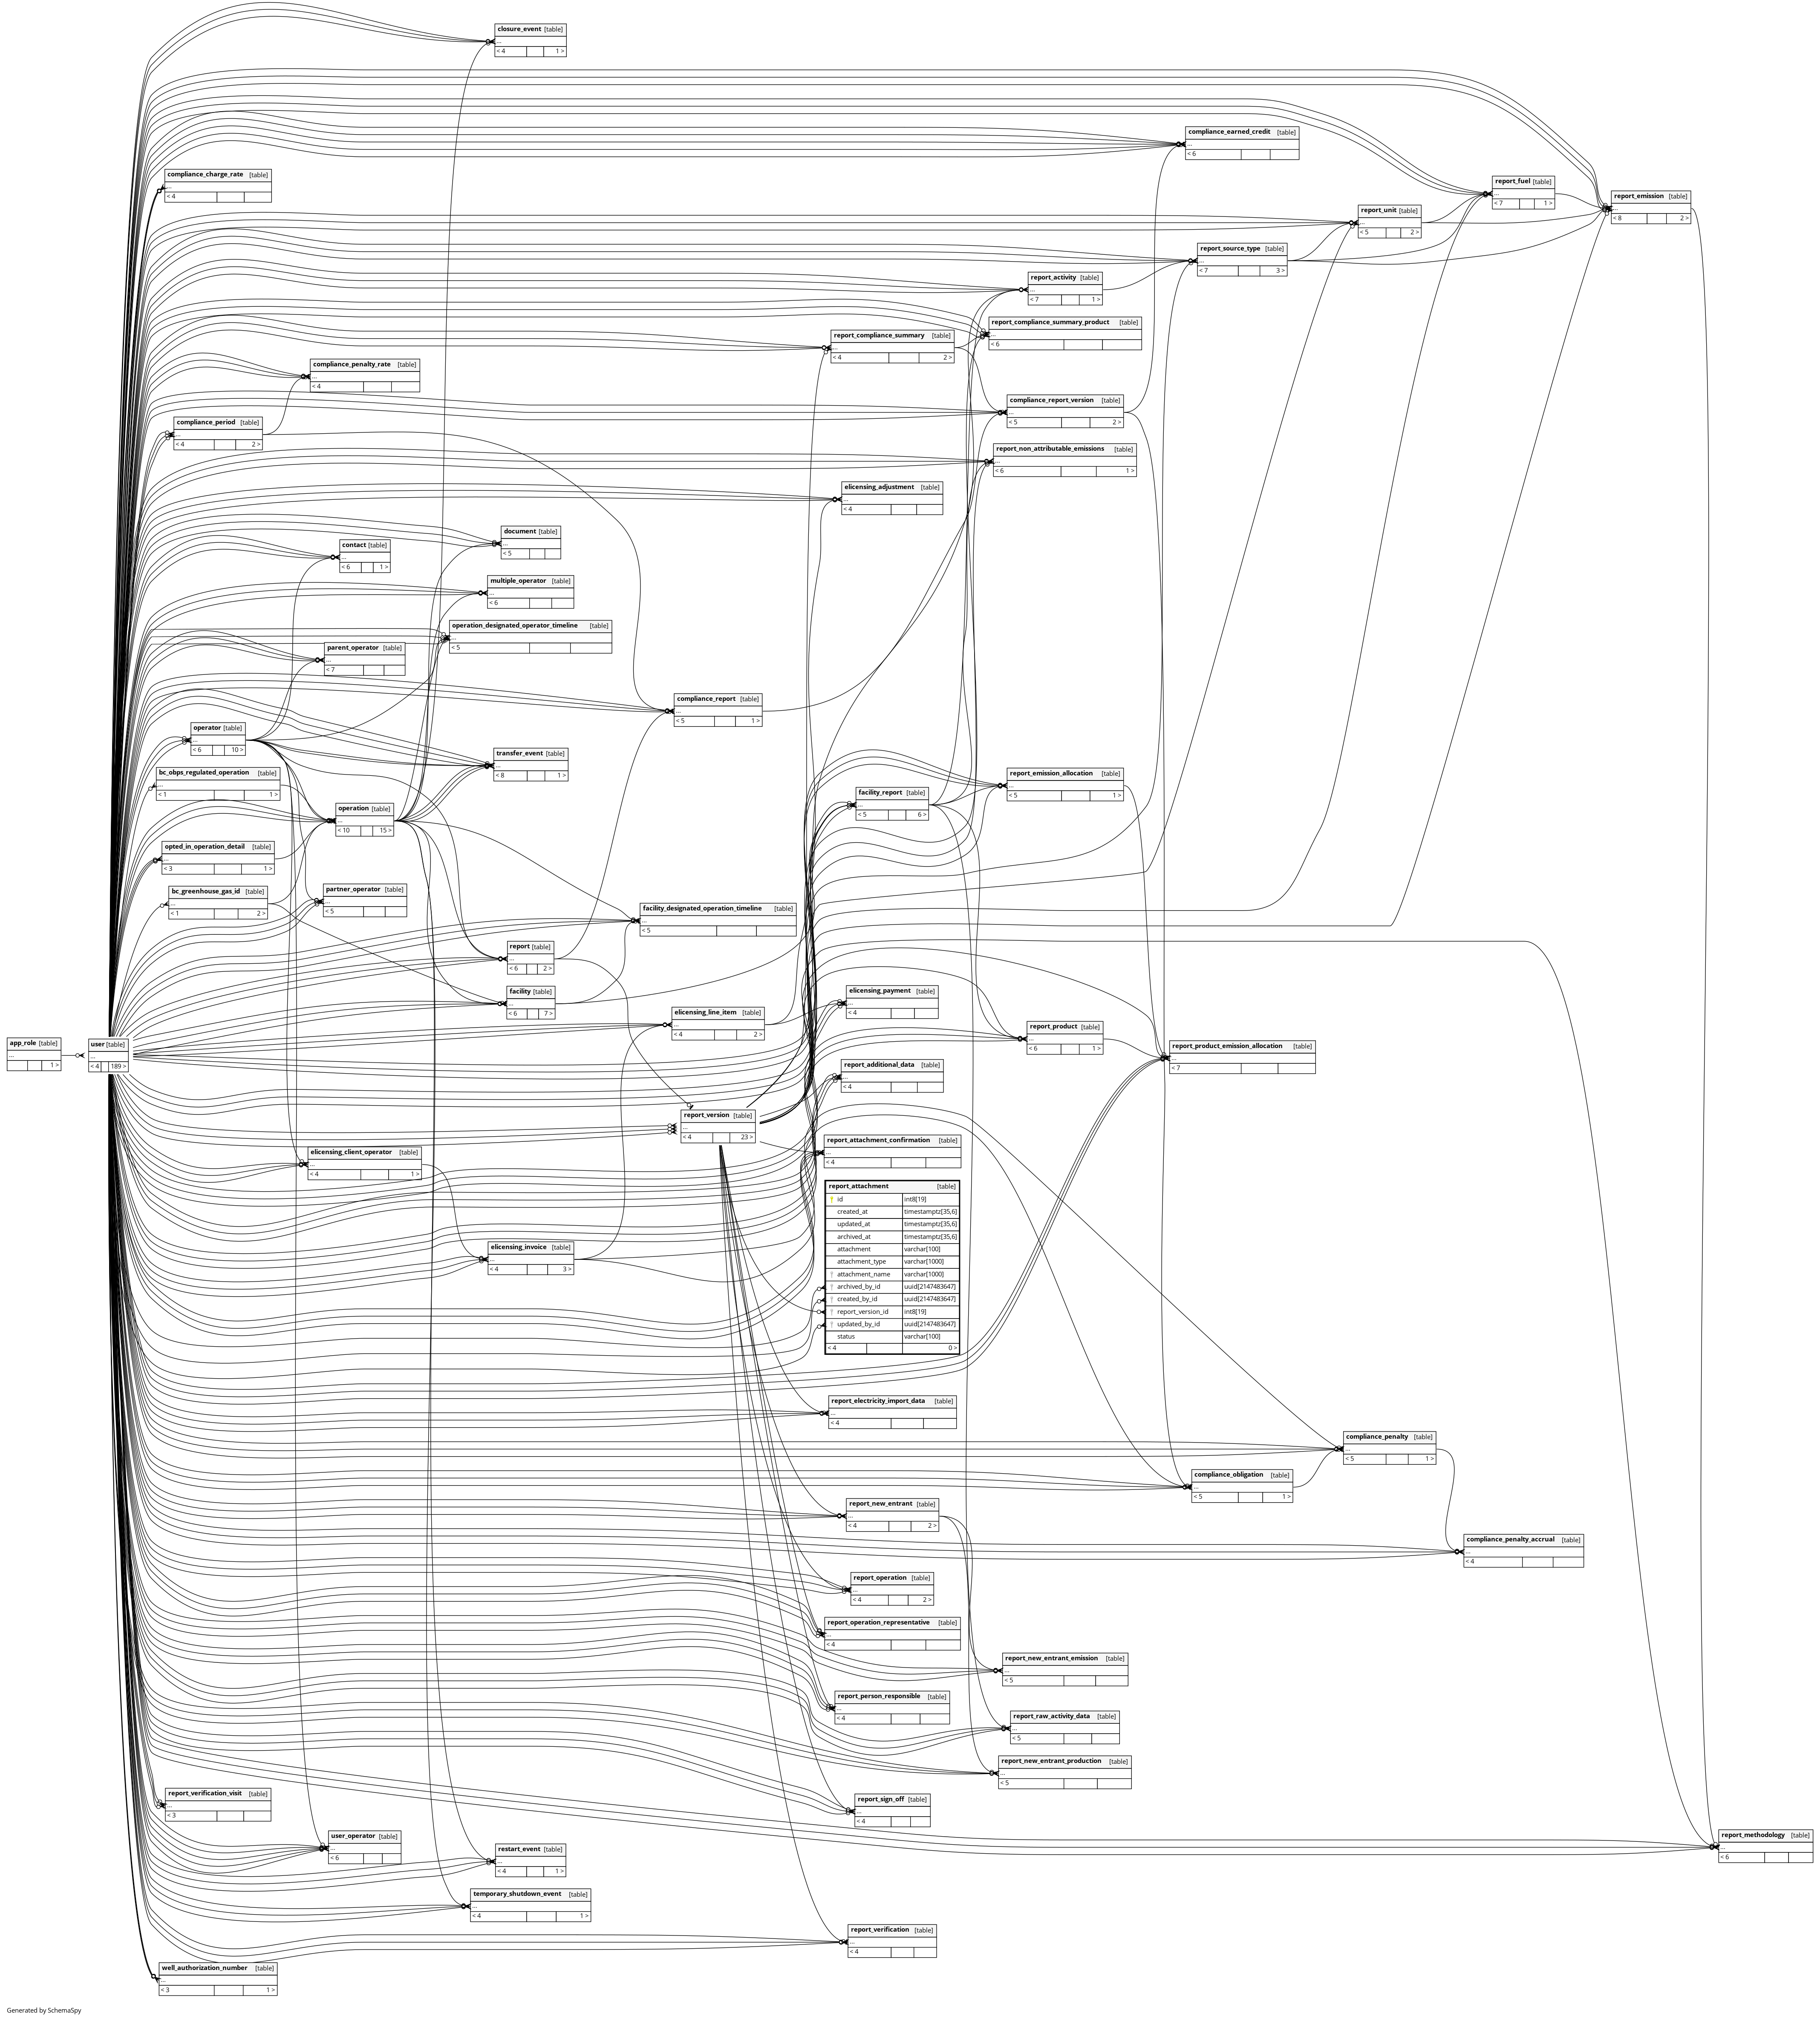 closure_event [table]
...
< 4 1 >
compliance_earned_credit [table]
...
< 6
compliance_charge_rate [table]
...
< 4
report_fuel [table]
...
< 7 1 >
report_emission [table]
...
< 8 2 >
report_unit [table]
...
< 5 2 >
report_source_type [table]
...
< 7 3 >
report_activity [table]
...
< 7 1 >
report_compliance_summary_product [table]
...
< 6
report_compliance_summary [table]
...
< 4 2 >
compliance_penalty_rate [table]
...
< 4
compliance_report_version [table]
...
< 5 2 >
compliance_period [table]
...
< 4 2 >
report_non_attributable_emissions [table]
...
< 6 1 >
elicensing_adjustment [table]
...
< 4
document [table]
...
< 5
contact [table]
...
< 6 1 >
multiple_operator [table]
...
< 6
operation_designated_operator_timeline [table]
...
< 5
parent_operator [table]
...
< 7
compliance_report [table]
...
< 5 1 >
operator [table]
...
< 6 10 >
transfer_event [table]
...
< 8 1 >
bc_obps_regulated_operation [table]
...
< 1 1 >
report_emission_allocation [table]
...
< 5 1 >
facility_report [table]
...
< 5 6 >
operation [table]
...
< 10 15 >
opted_in_operation_detail [table]
...
< 3 1 >
bc_greenhouse_gas_id [table]
...
< 1 2 >
partner_operator [table]
...
< 5
facility_designated_operation_timeline [table]
...
< 5
report [table]
...
< 6 2 >
facility [table]
...
< 6 7 >
elicensing_payment [table]
...
< 4
elicensing_line_item [table]
...
< 4 2 >
report_product [table]
...
< 6 1 >
app_role [table]
...
1 >
user [table]
...
< 4 189 >
report_product_emission_allocation [table]
...
< 7
report_additional_data [table]
...
< 4
report_version [table]
...
< 4 23 >
report_attachment_confirmation [table]
...
< 4
elicensing_client_operator [table]
...
< 4 1 >
report_attachment [table]
id int8[19]
created_at timestamptz[35,6]
updated_at timestamptz[35,6]
archived_at timestamptz[35,6]
attachment varchar[100]
attachment_type varchar[1000]
attachment_name varchar[1000]
archived_by_id uuid[2147483647]
created_by_id uuid[2147483647]
report_version_id int8[19]
updated_by_id uuid[2147483647]
status varchar[100]
< 4 0 >
elicensing_invoice [table]
...
< 4 3 >
report_electricity_import_data [table]
...
< 4
compliance_penalty [table]
...
< 5 1 >
compliance_obligation [table]
...
< 5 1 >
report_new_entrant [table]
...
< 4 2 >
compliance_penalty_accrual [table]
...
< 4
report_operation [table]
...
< 4 2 >
report_operation_representative [table]
...
< 4
report_new_entrant_emission [table]
...
< 5
report_person_responsible [table]
...
< 4
report_raw_activity_data [table]
...
< 5
report_new_entrant_production [table]
...
< 5
report_verification_visit [table]
...
< 3
report_sign_off [table]
...
< 4
user_operator [table]
...
< 6
report_methodology [table]
...
< 6
restart_event [table]
...
< 4 1 >
temporary_shutdown_event [table]
...
< 4 1 >
report_verification [table]
...
< 4
well_authorization_number [table]
...
< 3 1 >
Generated by SchemaSpy